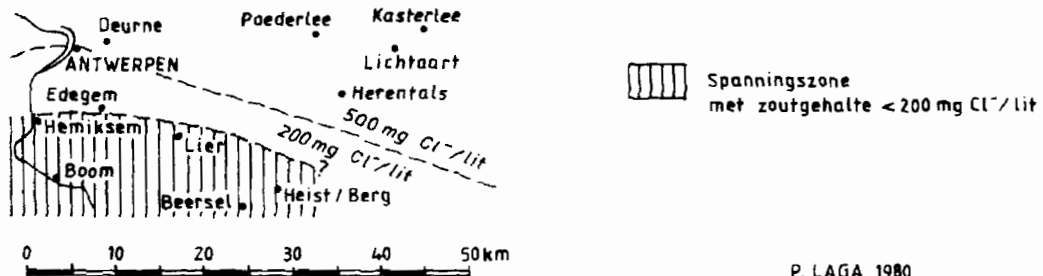 Deurne
Poederlee
Kasterlee
ANTWERPEN
Lichtaart
Edegem
Herentals
Hemiksem
Lier
500 mg Cl⁻/lit
200 mg Cl⁻/lit
?
Boom
Beersel
Heist / Berg
Spanningszone
met zoutgehalte < 200 mg Cl⁻/lit
0 10 20 30 40 50 km
P. LAGA 1980